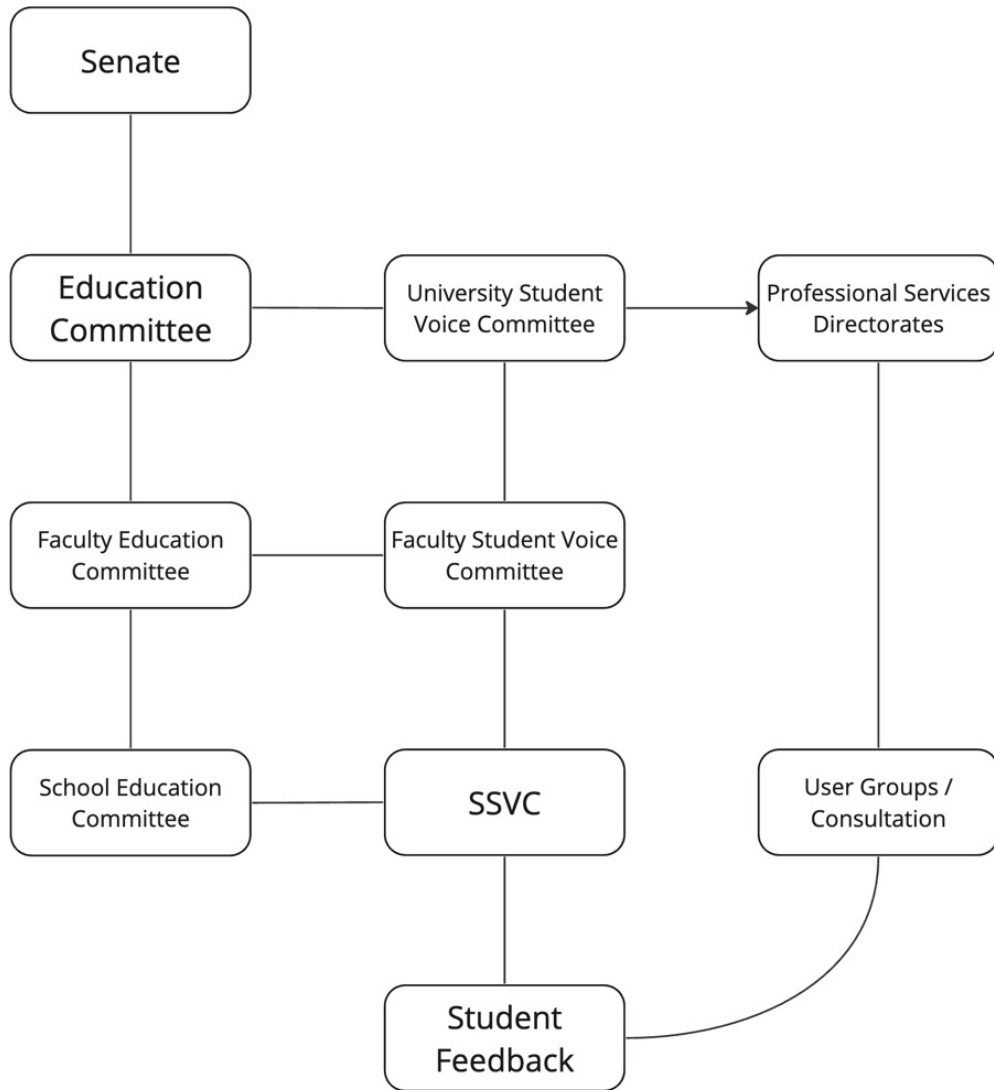 Senate
Education
Committee
University Student
Voice Committee
Professional Services
Directorates
Faculty Education
Committee
Faculty Student Voice
Committee
School Education
Committee
SSVC
User Groups /
Consultation
Student
Feedback